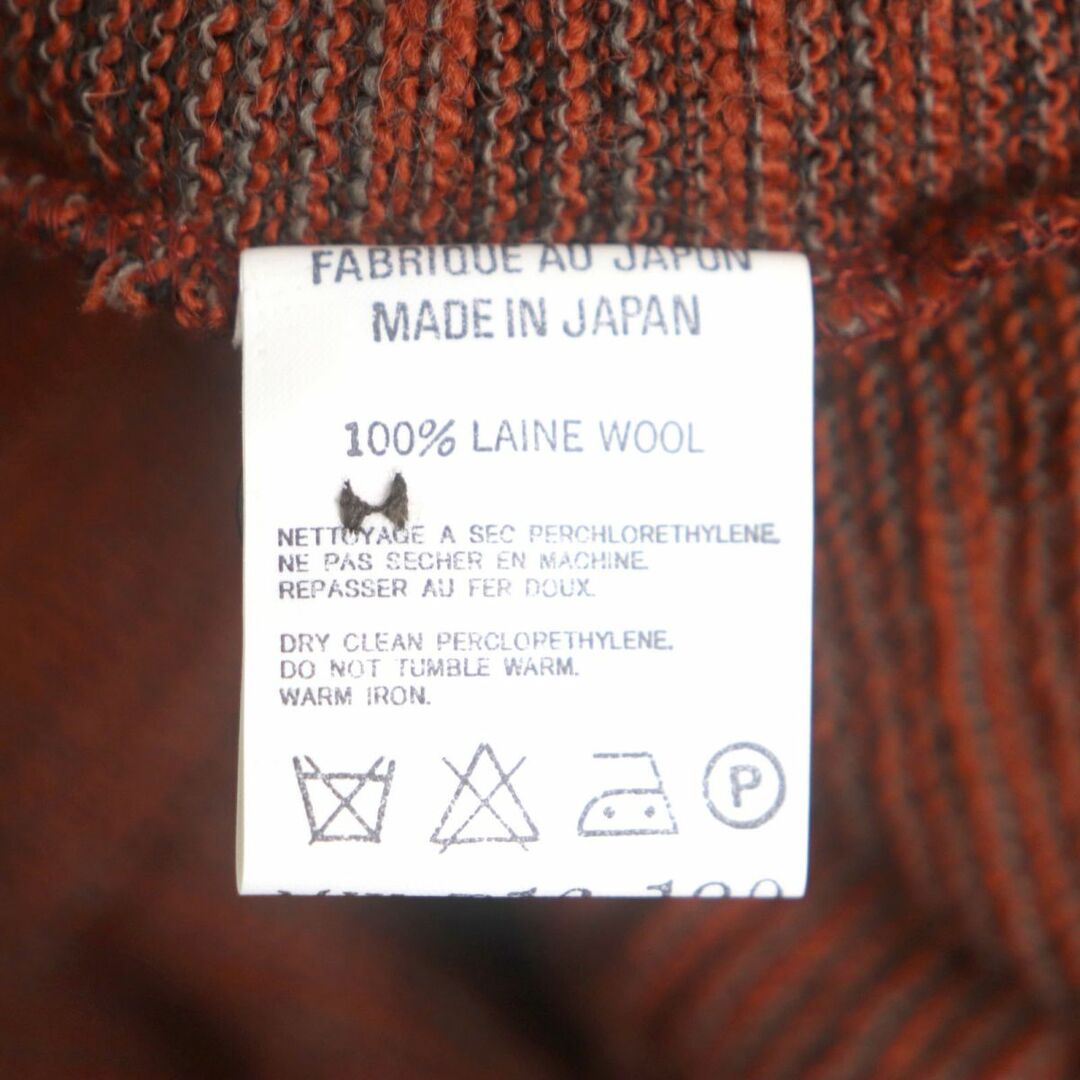 FABRIQUE AU JAPON
MADE IN JAPAN
100% LAINE WOOL
NETTOYAGE A SEC PERCHLORETHYLENE.
NE PAS SECHER EN MACHINE.
REPASSER AU FER DOUX.
DRY CLEAN PERCLOPETHYLENE.
DO NOT TUMBLE WARM.
WARM IRON.
P